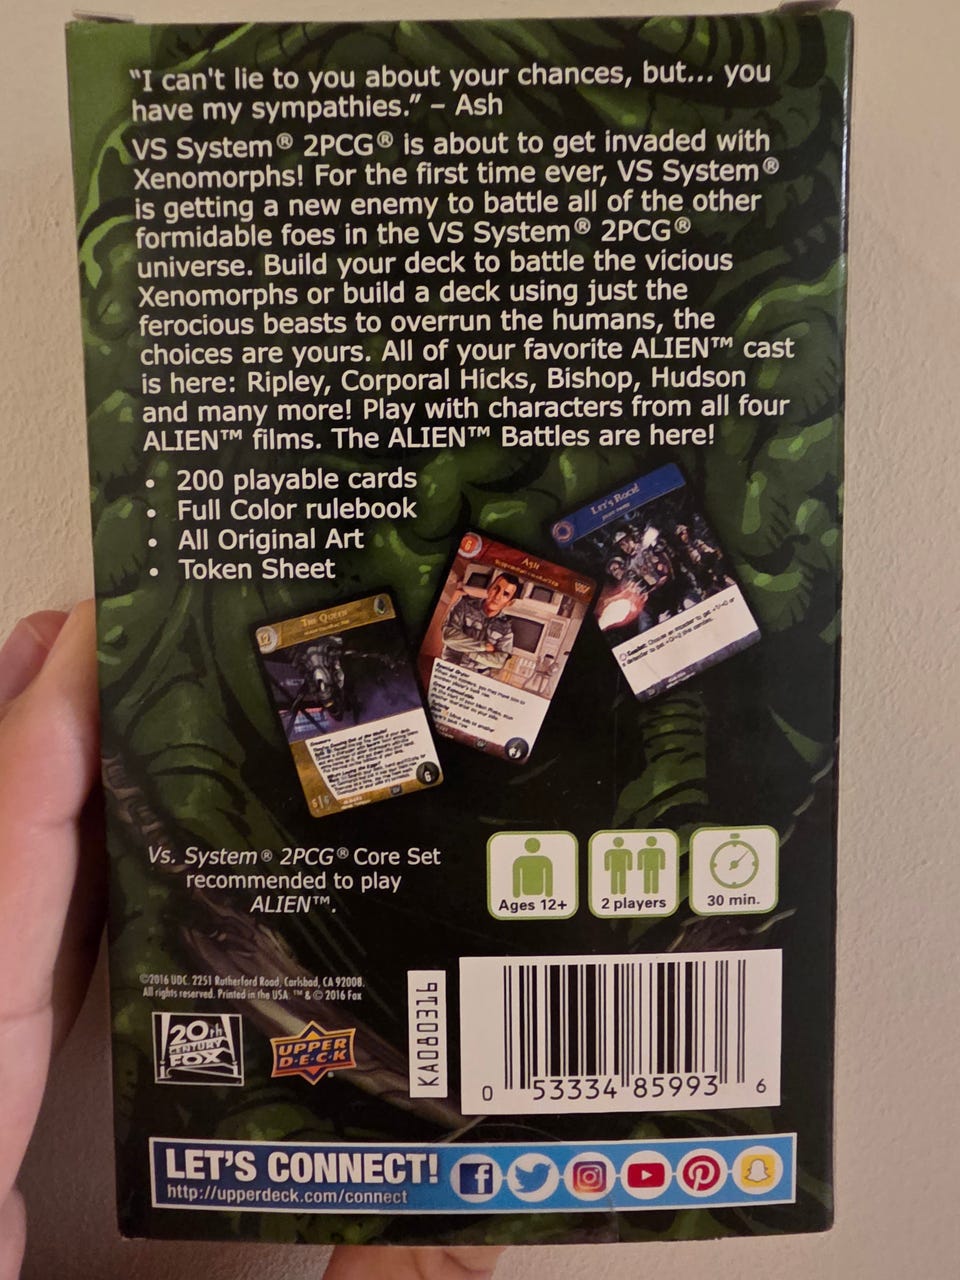 “I can't lie to you about your chances, but... you
have my sympathies.” – Ash
VS System® 2PCG® is about to get invaded with
Xenomorphs! For the first time ever, VS System®
is getting a new enemy to battle all of the other
formidable foes in the VS System® 2PCG®
universe. Build your deck to battle the vicious
Xenomorphs or build a deck using just the
ferocious beasts to overrun the humans, the
choices are yours. All of your favorite ALIEN™ cast
is here: Ripley, Corporal Hicks, Bishop, Hudson
and many more! Play with characters from all four
ALIEN™ films. The ALIEN™ Battles are here!
• 200 playable cards
• Full Color rulebook
• All Original Art
• Token Sheet
Let's Rock!
6 Ash
The Queen
6
Vs. System® 2PCG® Core Set
recommended to play
ALIEN™.
Ages 12+
2 players
30 min.
©2016 UDC. 2251 Rutherford Road, Carlsbad, CA 92008.
All rights reserved. Printed in the USA. ™ & © 2016 Fox
20th
CENTURY
FOX
UPPER
D·E·C·K
KA080316
0 53334 85993 6
LET'S CONNECT!
http://upperdeck.com/connect